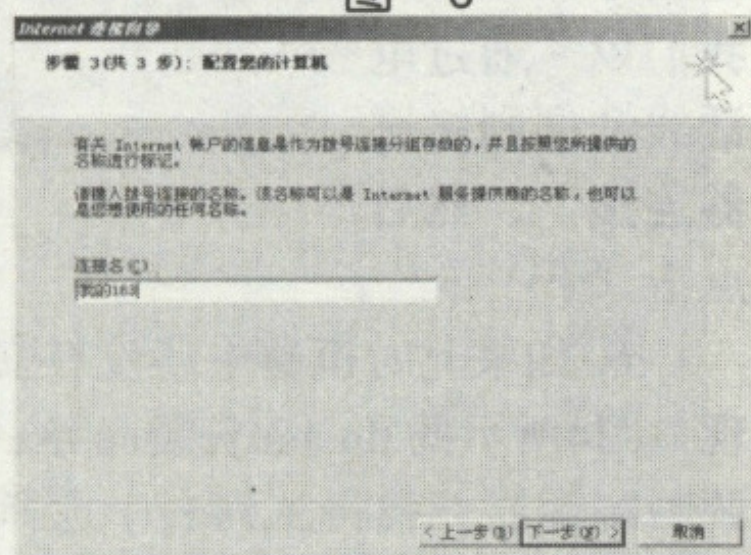 Internet 连接向导
步骤 3(共 3 步): 配置您的计算机
有关 Internet 帐户的信息是作为拨号连接分组存储的，并且按照您所提供的
名称进行标记。
请键入拨号连接的名称。该名称可以是 Internet 服务提供商的名称，也可以
是您想使用的任何名称。
连接名(C)
我的163
<上一步(B) 下一步(N) > 取消